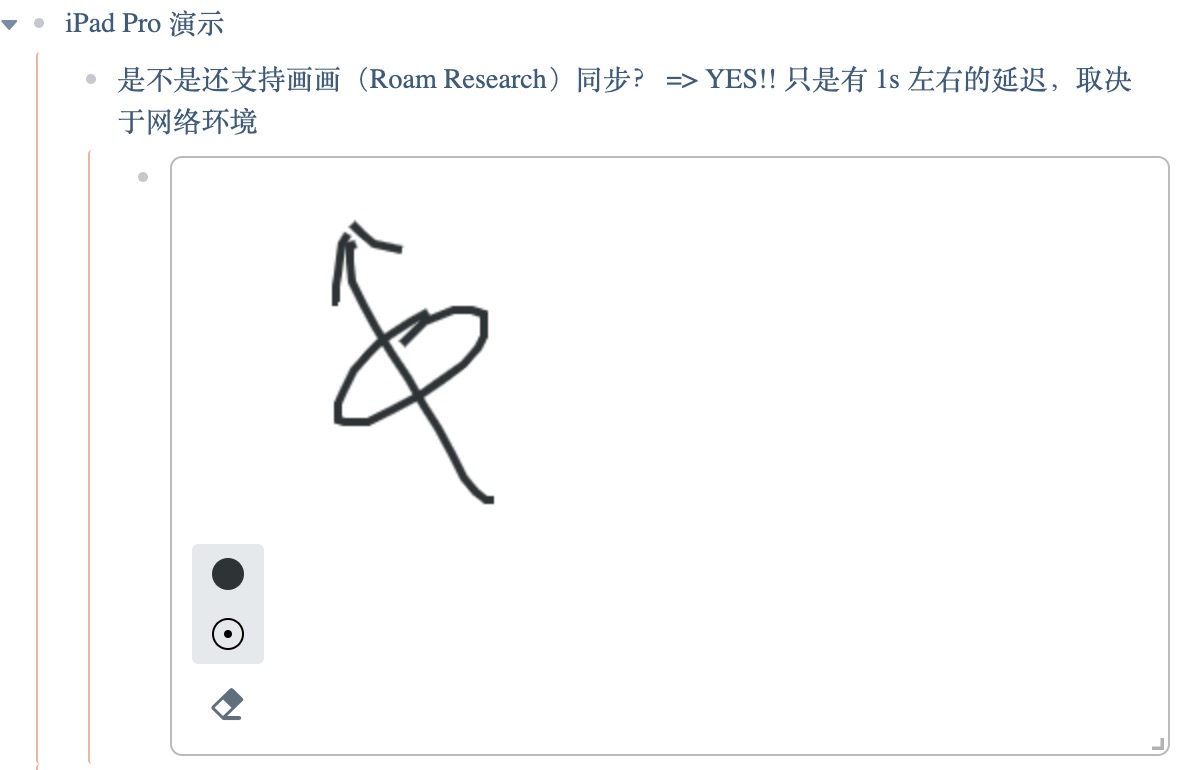 iPad Pro 演示
是不是还支持画画（Roam Research）同步？ => YES!! 只是有 1s 左右的延迟，取决
于网络环境